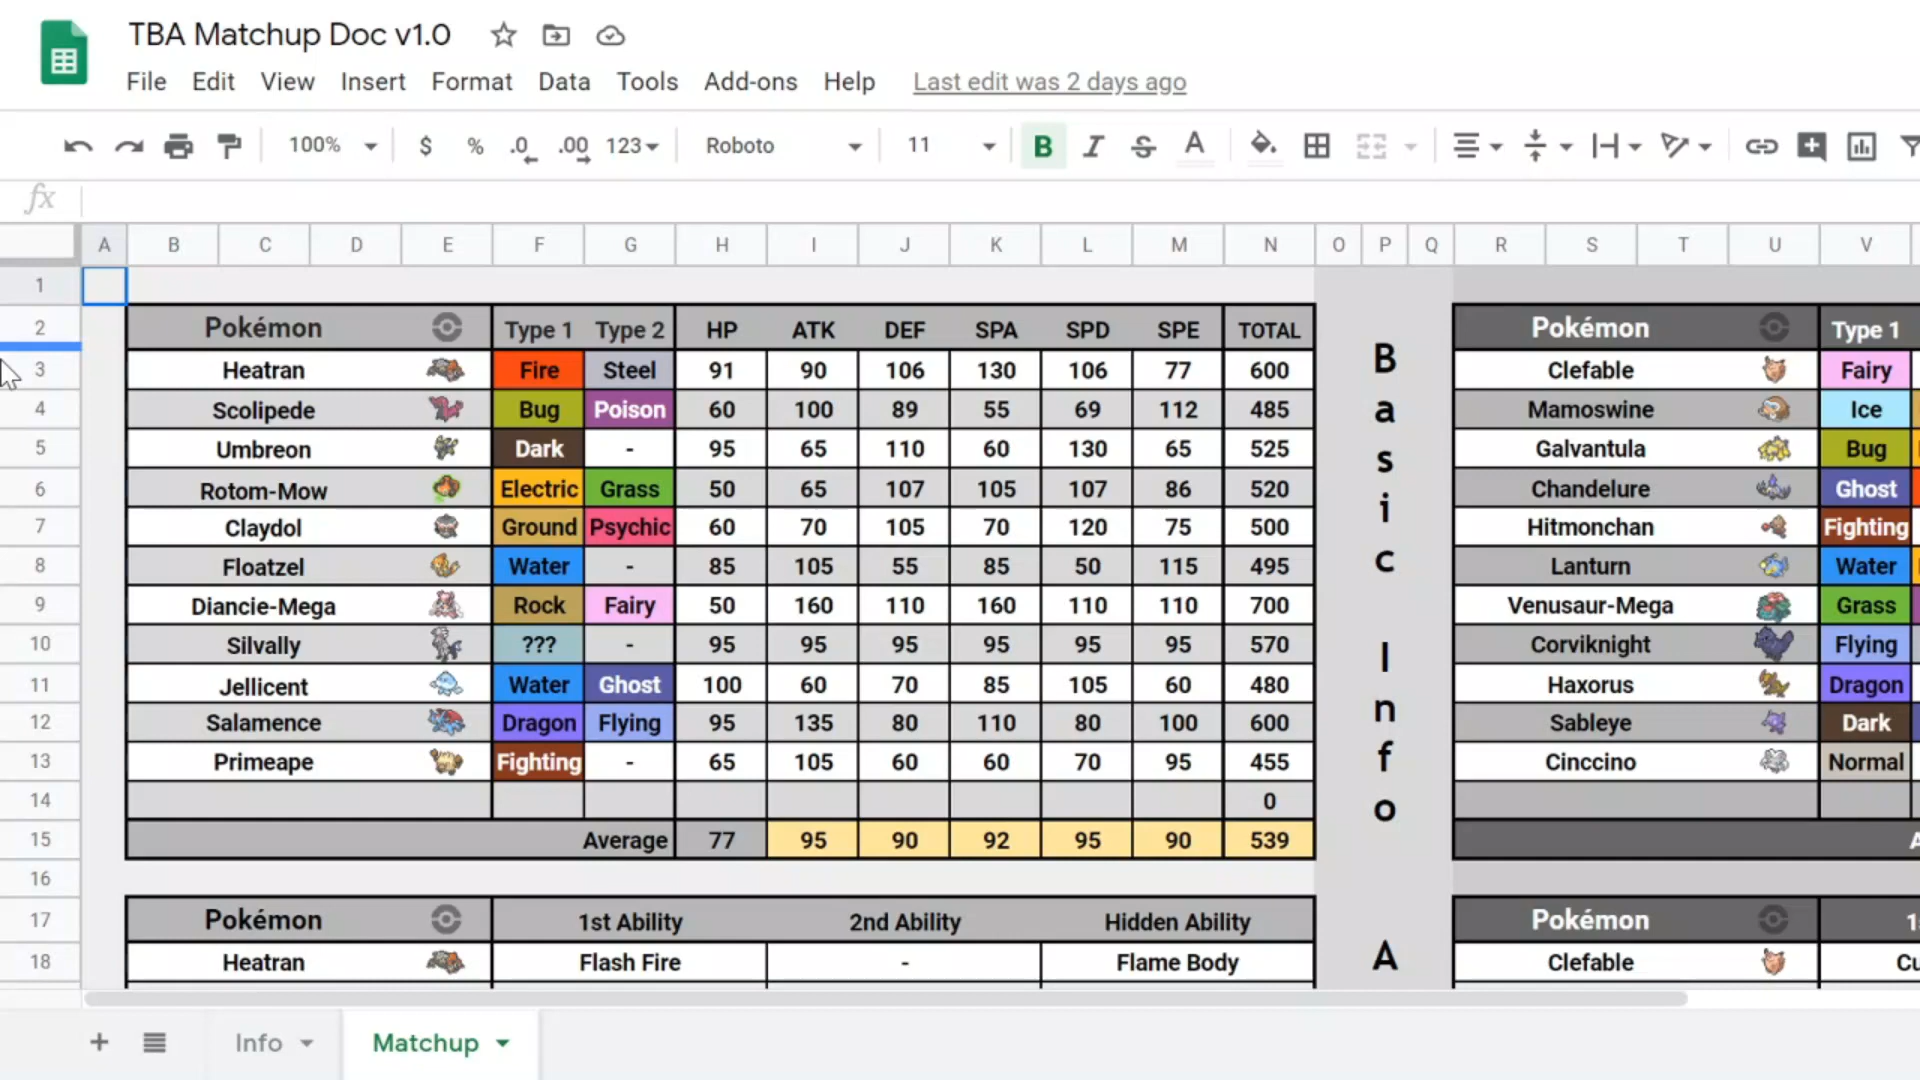 TBA Matchup Doc v1.0
File Edit View Insert Format Data Tools Add-ons Help Last edit was 2 days ago
100% $ % .0 .00 123 Roboto 11 B I S A
fx
A B C D E F G H I J K L M N O P Q R S T U V
1
2 Pokémon Type 1 Type 2 HP ATK DEF SPA SPD SPE TOTAL Pokémon Type 1
3 Heatran Fire Steel 91 90 106 130 106 77 600 Clefable Fairy
4 Scolipede Bug Poison 60 100 89 55 69 112 485 Mamoswine Ice
5 Umbreon Dark - 95 65 110 60 130 65 525 Galvantula Bug
6 Rotom-Mow Electric Grass 50 65 107 105 107 86 520 Chandelure Ghost
7 Claydol Ground Psychic 60 70 105 70 120 75 500 Hitmonchan Fighting
8 Floatzel Water - 85 105 55 85 50 115 495 Lanturn Water
9 Diancie-Mega Rock Fairy 50 160 110 160 110 110 700 Venusaur-Mega Grass
10 Silvally ??? - 95 95 95 95 95 95 570 Corviknight Flying
11 Jellicent Water Ghost 100 60 70 85 105 60 480 Haxorus Dragon
12 Salamence Dragon Flying 95 135 80 110 80 100 600 Sableye Dark
13 Primeape Fighting - 65 105 60 60 70 95 455 Cinccino Normal
14 0
15 Average 77 95 90 92 95 90 539
16
Basic Info
17 Pokémon 1st Ability 2nd Ability Hidden Ability Pokémon
18 Heatran Flash Fire - Flame Body A Clefable
+ Info Matchup